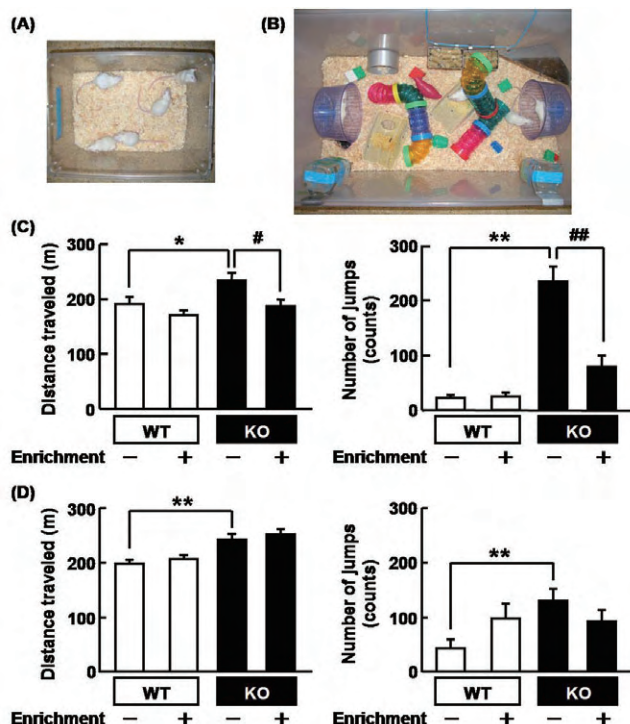 (A)
(B)
(C)
Distance traveled (m)
300
200
100
0
*
#
WT
KO
Enrichment − + − +
Number of jumps
(counts)
300
200
100
0
**
##
WT
KO
− + − +
(D)
Distance traveled (m)
300
200
100
0
**
WT
KO
Enrichment − + − +
Number of jumps
(counts)
300
200
100
0
**
WT
KO
− + − +